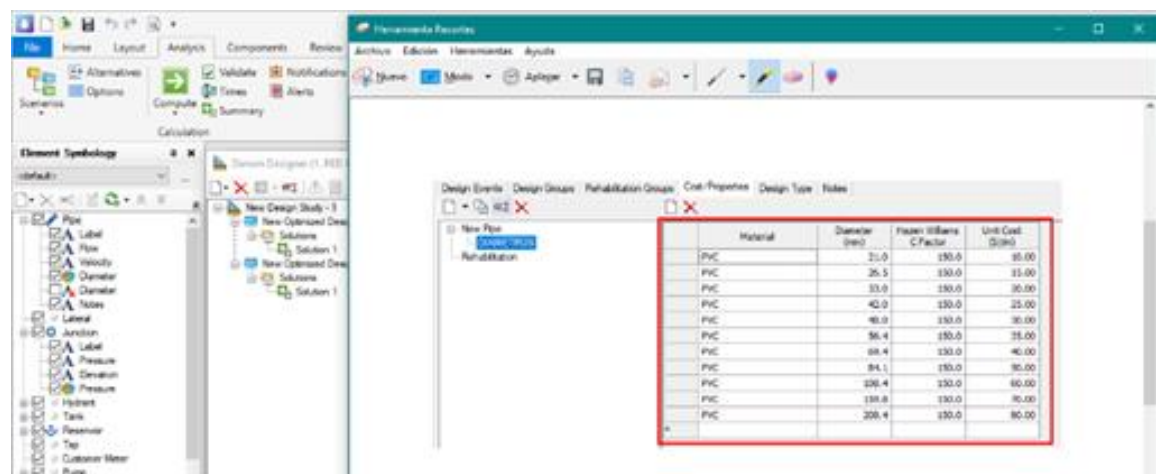 File Home Layout Analysis Components Review
Scenarios
Alternatives
Options
Compute
Validate
Times
Summary
Notifications
Alerts
Calculation
Element Symbology
<default>
Pipe
Label
Flow
Velocity
Diameter
Diameter
Notes
Lateral
Junction
Label
Pressure
Elevation
Pressure
Hydrant
Tank
Reservoir
Tap
Customer Meter
Pump
New Design Study - 1
New Optimized Desi
Solutions
Solution 1
New Optimized Desi
Solutions
Solution 1
Herramienta Recortes
Archivo Edición Herramientas Ayuda
Nuevo Modo Aplazar
Design Events Design Groups Rehabilitation Groups Cost/Properties Design Type Notes
New Pipe
Rehabilitation
Material Diameter (mm) Hazen Williams C Factor Unit Cost ($/m)
PVC 21.0 150.0 10.00
PVC 26.5 150.0 15.00
PVC 33.0 150.0 20.00
PVC 42.0 150.0 25.00
PVC 48.0 150.0 30.00
PVC 56.4 150.0 35.00
PVC 69.4 150.0 40.00
PVC 84.1 150.0 50.00
PVC 108.4 150.0 60.00
PVC 150.0 70.00
PVC 208.4 150.0 80.00